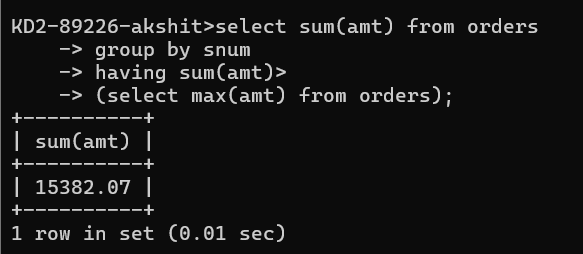 KD2-89226-akshit>select sum(amt) from orders
    -> group by snum
    -> having sum(amt)>
    -> (select max(amt) from orders);
+----------+
| sum(amt) |
+----------+
| 15382.07 |
+----------+
1 row in set (0.01 sec)